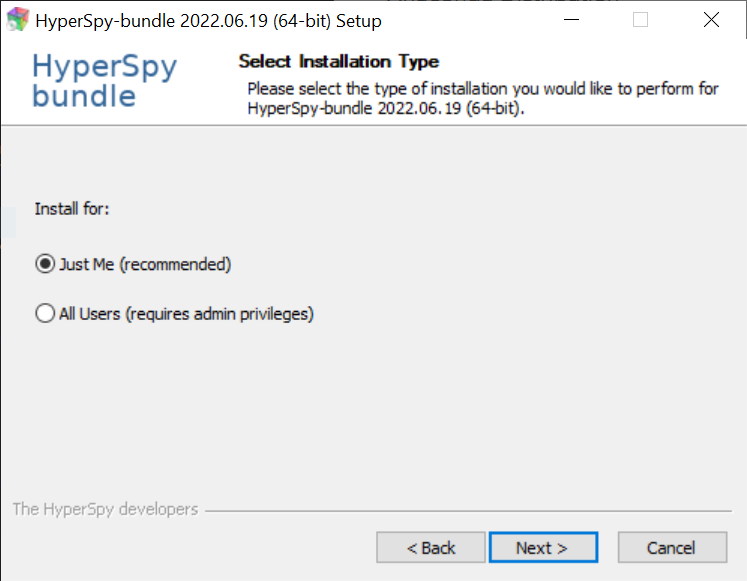 HyperSpy-bundle 2022.06.19 (64-bit) Setup
HyperSpy
bundle
Select Installation Type
Please select the type of installation you would like to perform for
HyperSpy-bundle 2022.06.19 (64-bit).
Install for:
Just Me (recommended)
All Users (requires admin privileges)
The HyperSpy developers
< Back
Next >
Cancel